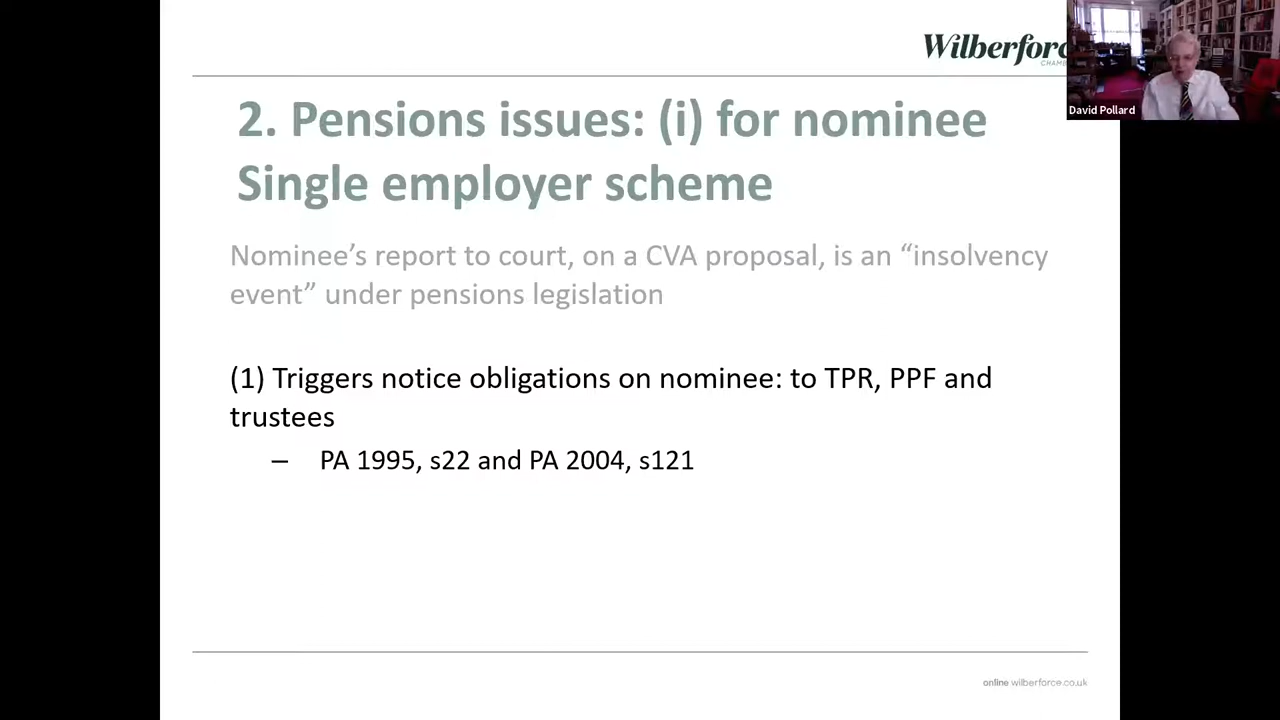 Wilberforc
David Pollard
2. Pensions issues: (i) for nominee
Single employer scheme
Nominee’s report to court, on a CVA proposal, is an “insolvency
event” under pensions legislation
(1) Triggers notice obligations on nominee: to TPR, PPF and
trustees
– PA 1995, s22 and PA 2004, s121
online.wilberforce.co.uk